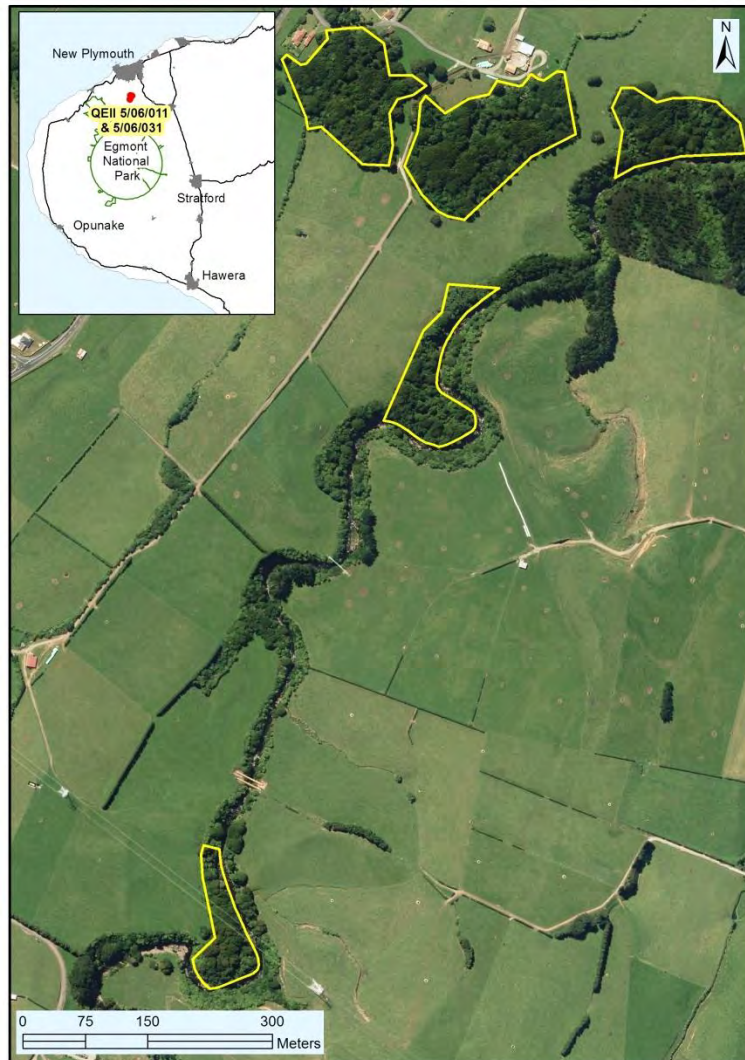 New Plymouth
QEII 5/06/011
& 5/06/031
Egmont
National
Park
Stratford
Opunake
Hawera
N
0 75 150 300
Meters